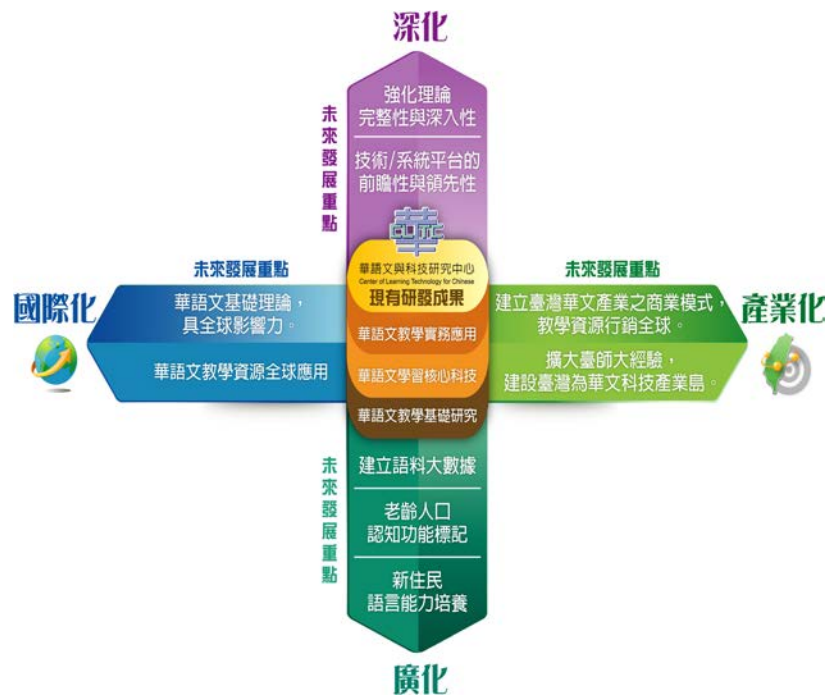 深化
未來發展重點
強化理論
完整性與深入性
技術/系統平台的
前瞻性與領先性
CLTC
華
華語文與科技研究中心
Center of Learning Technology for Chinese
現有研發成果
華語文教學實務應用
華語文學習核心科技
華語文教學基礎研究
國際化
未來發展重點
華語文基礎理論，
具全球影響力。
華語文教學資源全球應用
未來發展重點
產業化
建立臺灣華文產業之商業模式，
教學資源行銷全球。
擴大臺師大經驗，
建設臺灣為華文科技產業島。
未來發展重點
建立語料大數據
老齡人口
認知功能標記
新住民
語言能力培養
廣化